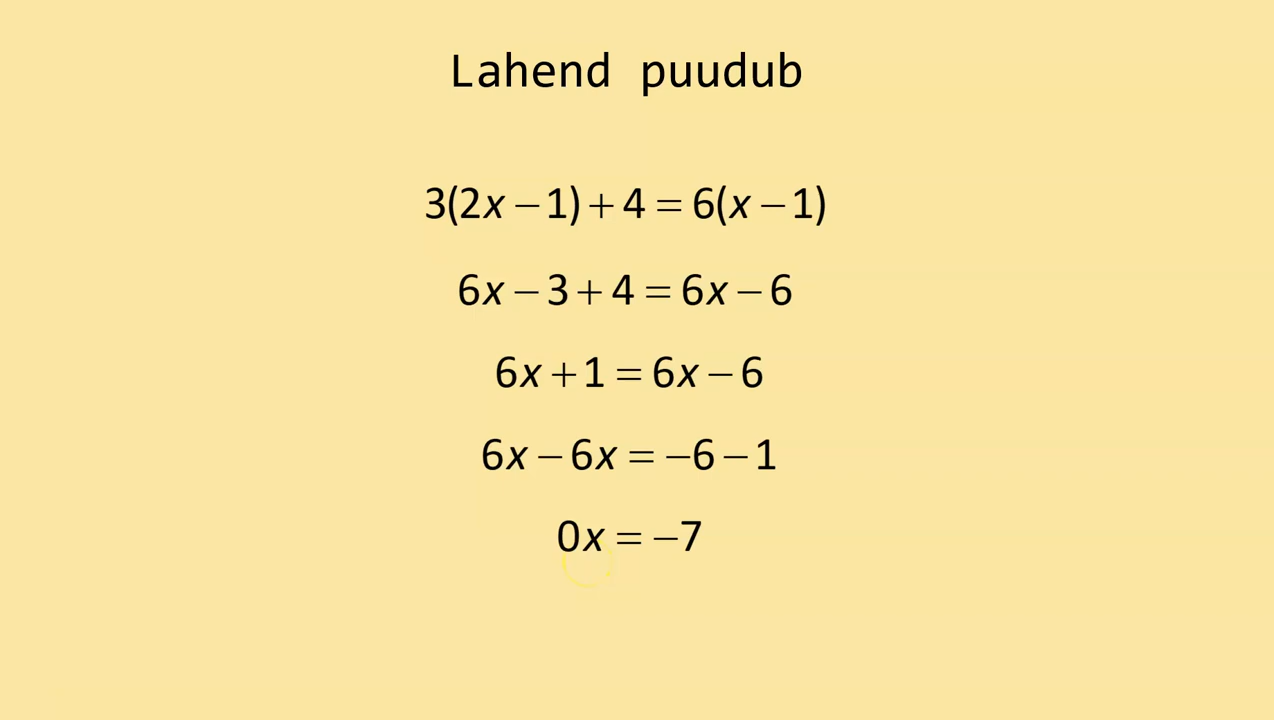 Lahend puudub
3(2x − 1) + 4 = 6(x − 1)
6x − 3 + 4 = 6x − 6
6x + 1 = 6x − 6
6x − 6x = −6 − 1
0x = −7